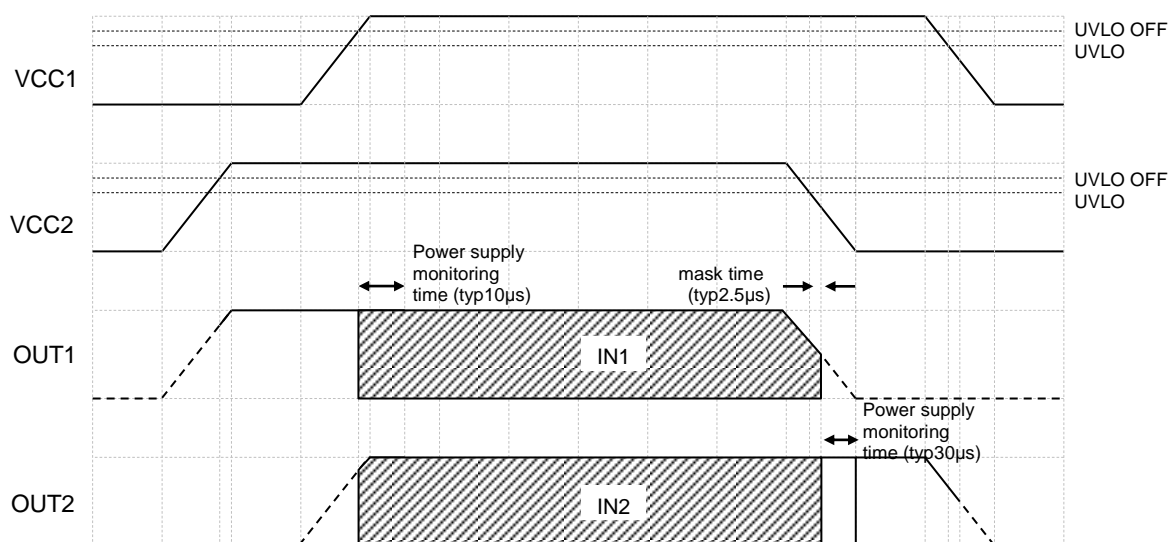 UVLO OFF
UVLO
VCC1
UVLO OFF
UVLO
VCC2
Power supply
monitoring
time (typ10μs)
mask time
(typ2.5μs)
OUT1
IN1
Power supply
monitoring
time (typ30μs)
OUT2
IN2